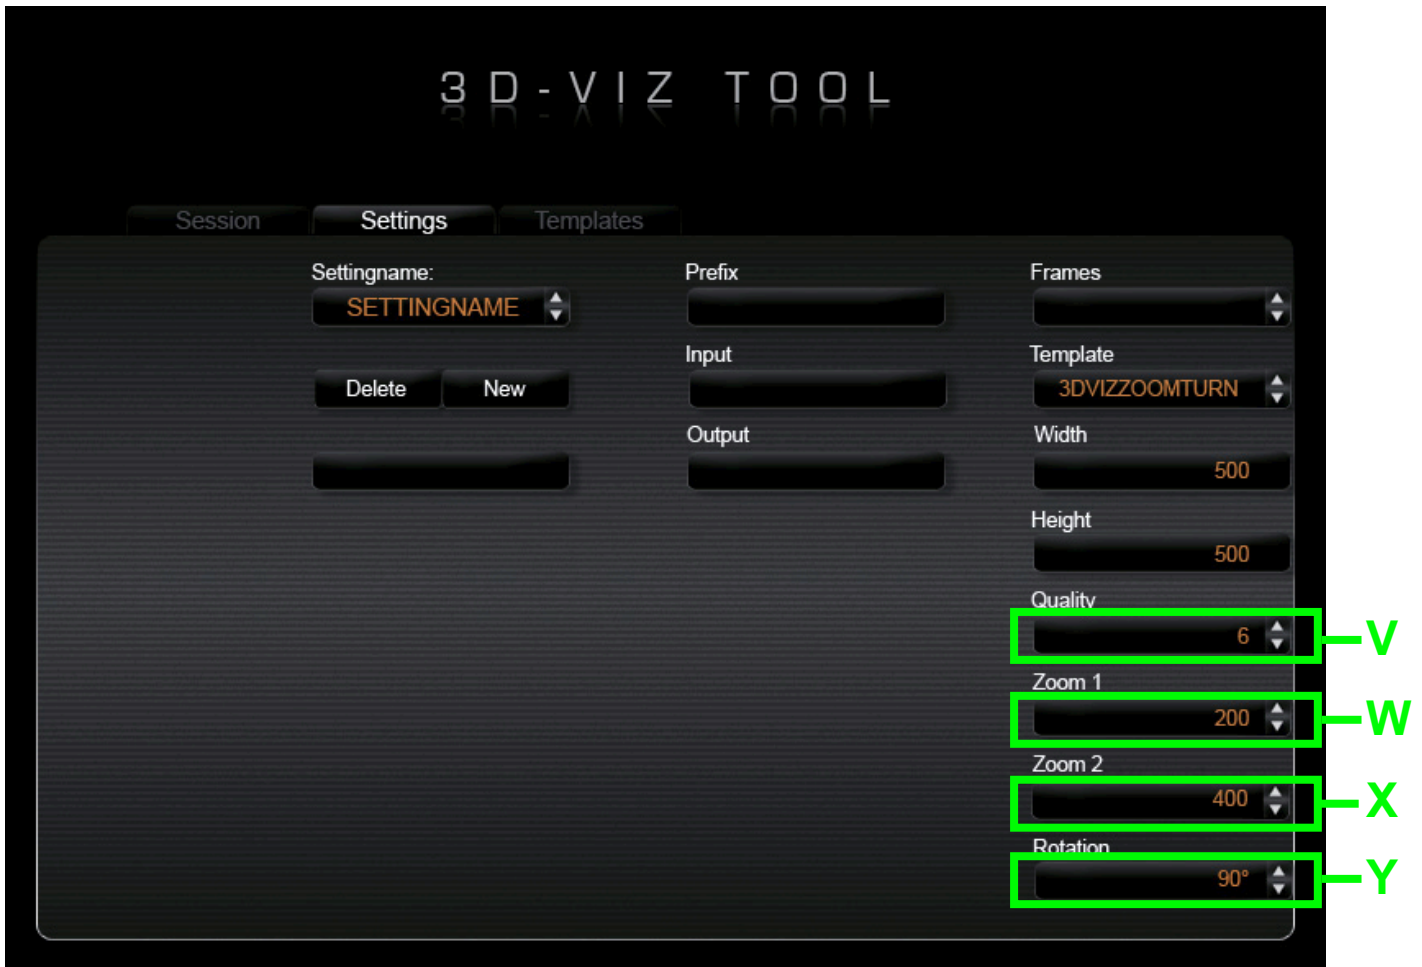 3D-VIZ TOOL
Session Settings Templates
Settingname: Prefix Frames
SETTINGNAME
Input Template
Delete New 3DVIZZOOMTURN
Output Width
500
Height
500
Quality
6 V
Zoom 1
200 W
Zoom 2
400 X
Rotation
90° Y